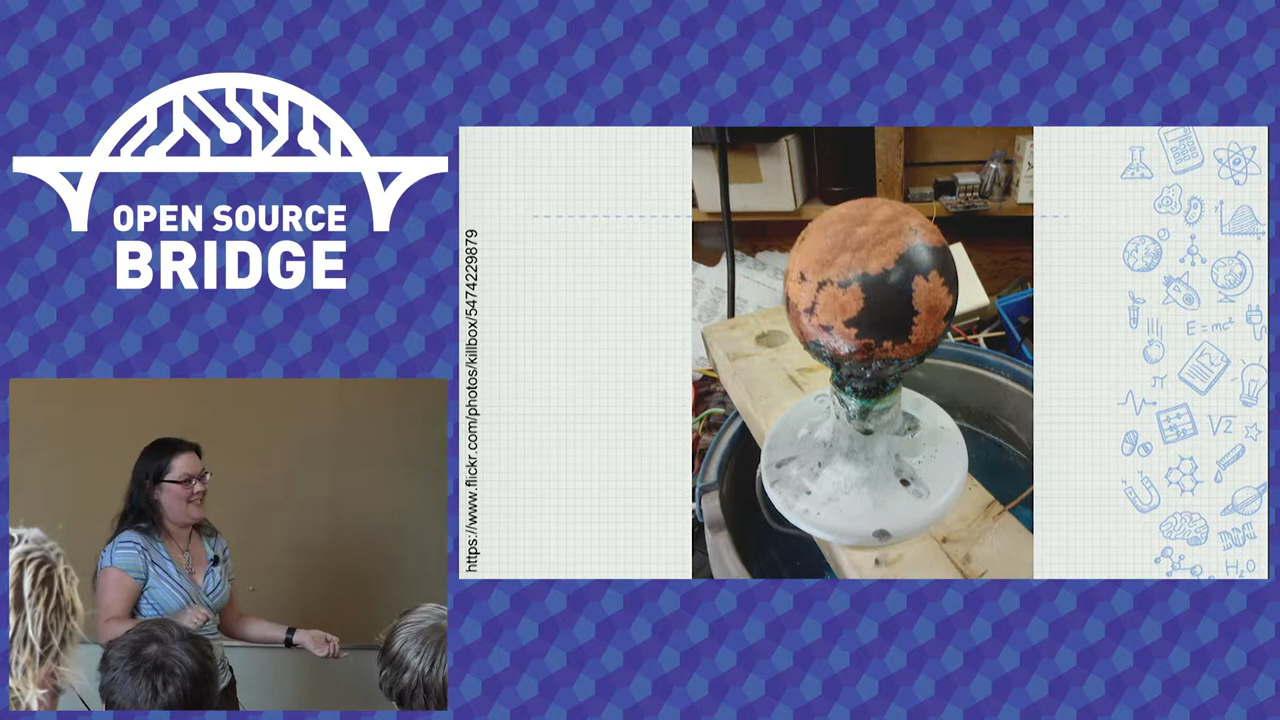 OPEN SOURCE
BRIDGE
https://www.flickr.com/photos/killbox/5474229879
E=mc²
π
√2
H₂O